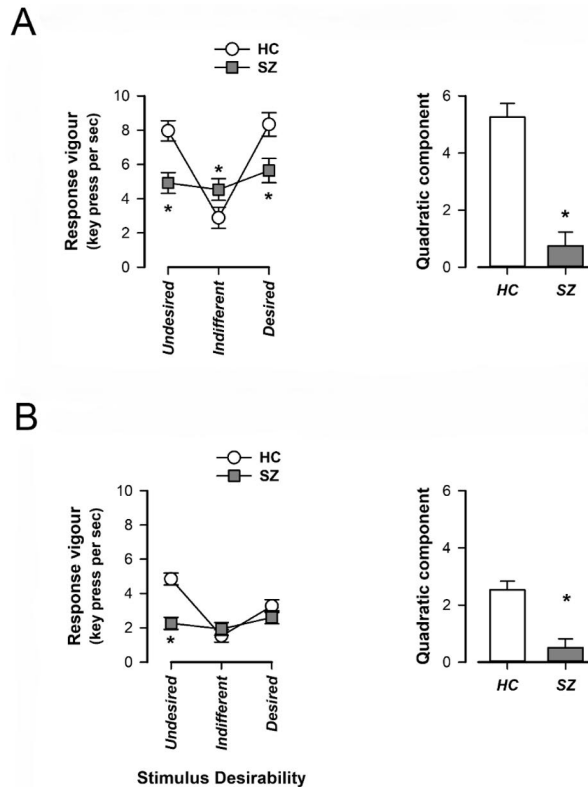 A
HC
SZ
Response vigour
(key press per sec)
10
8
6
4
2
0
*
*
*
Undesired
Indifferent
Desired
Quadratic component
6
4
2
0
*
HC
SZ
B
HC
SZ
Response vigour
(key press per sec)
10
8
6
4
2
0
*
Undesired
Indifferent
Desired
Stimulus Desirability
Quadratic component
6
4
2
0
*
HC
SZ